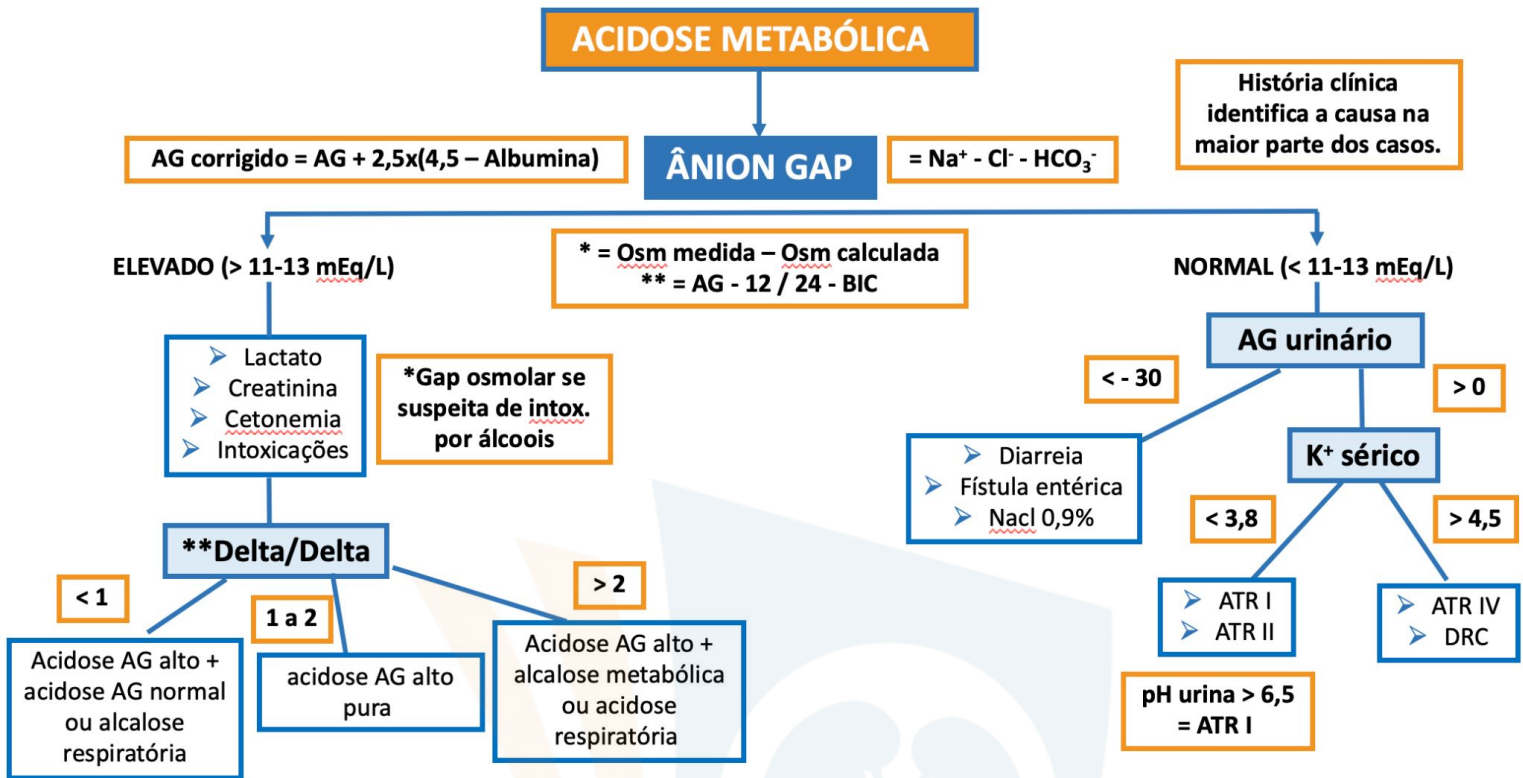 ACIDOSE METABÓLICA
História clínica
identifica a causa na
maior parte dos casos.
AG corrigido = AG + 2,5x(4,5 – Albumina)
ÂNION GAP
= Na⁺ - Cl⁻ - HCO₃⁻
* = Osm medida – Osm calculada
** = AG - 12 / 24 - BIC
ELEVADO (> 11-13 mEq/L)
NORMAL (< 11-13 mEq/L)
Lactato
Creatinina
Cetonemia
Intoxicações
*Gap osmolar se
suspeita de intox.
por álcoois
AG urinário
< - 30
> 0
Diarreia
Fístula entérica
Nacl 0,9%
K⁺ sérico
< 3,8
> 4,5
**Delta/Delta
< 1
1 a 2
> 2
Acidose AG alto +
acidose AG normal
ou alcalose
respiratória
acidose AG alto
pura
Acidose AG alto +
alcalose metabólica
ou acidose
respiratória
ATR I
ATR II
ATR IV
DRC
pH urina > 6,5
= ATR I